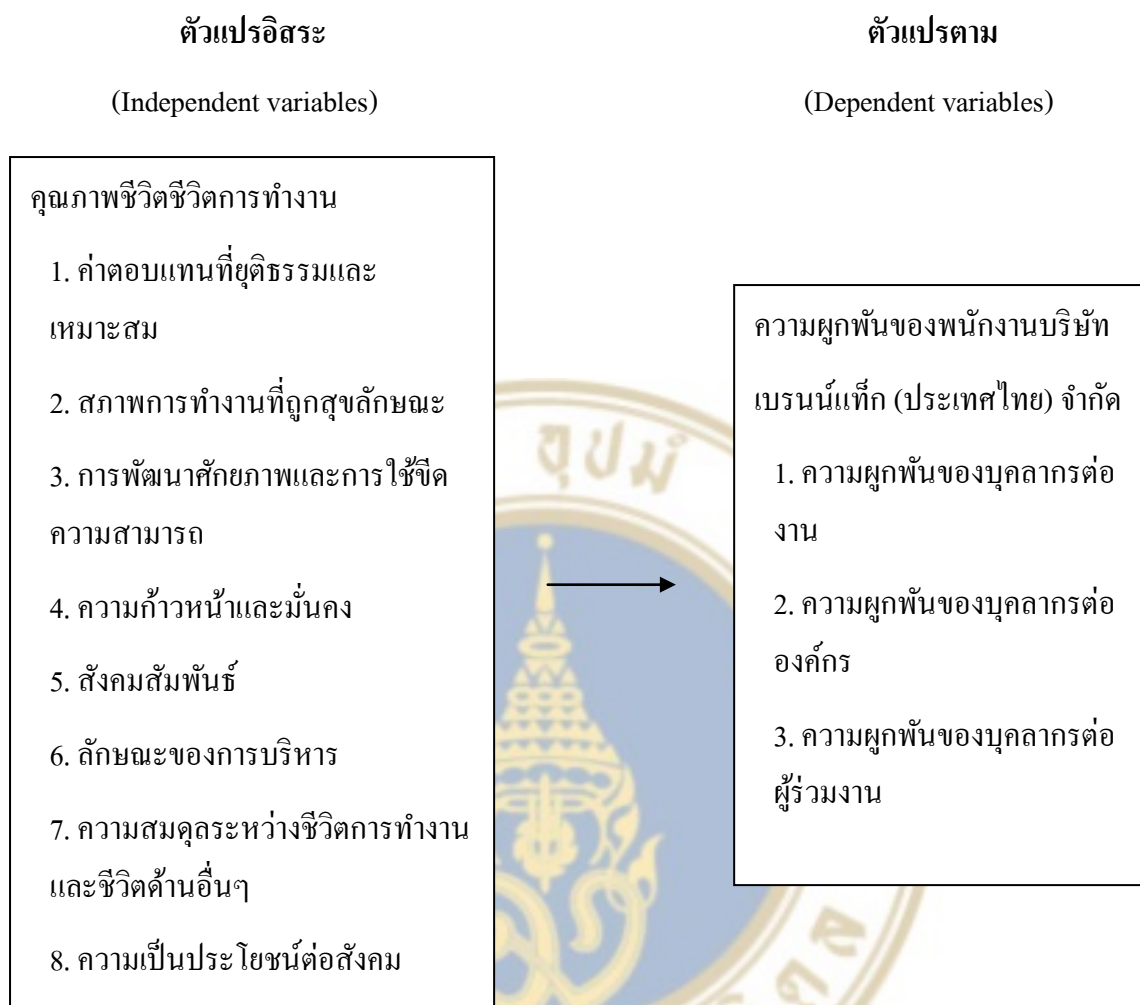 ตัวแปรอิสระ
(Independent variables)
คุณภาพชีวิตชีวิตการทำงาน
1. ค่าตอบแทนที่ยุติธรรมและ
เหมาะสม
2. สภาพการทำงานที่ถูกสุขลักษณะ
3. การพัฒนาศักยภาพและการใช้ขีด
ความสามารถ
4. ความก้าวหน้าและมั่นคง
5. สังคมสัมพันธ์
6. ลักษณะของการบริหาร
7. ความสมดุลระหว่างชีวิตการทำงาน
และชีวิตด้านอื่นๆ
8. ความเป็นประโยชน์ต่อสังคม
ตัวแปรตาม
(Dependent variables)
ความผูกพันของพนักงานบริษัท
เบรนน์แท็ก (ประเทศไทย) จำกัด
1. ความผูกพันของบุคลากรต่อ
งาน
2. ความผูกพันของบุคลากรต่อ
องค์กร
3. ความผูกพันของบุคลากรต่อ
ผู้ร่วมงาน
อุปมํ